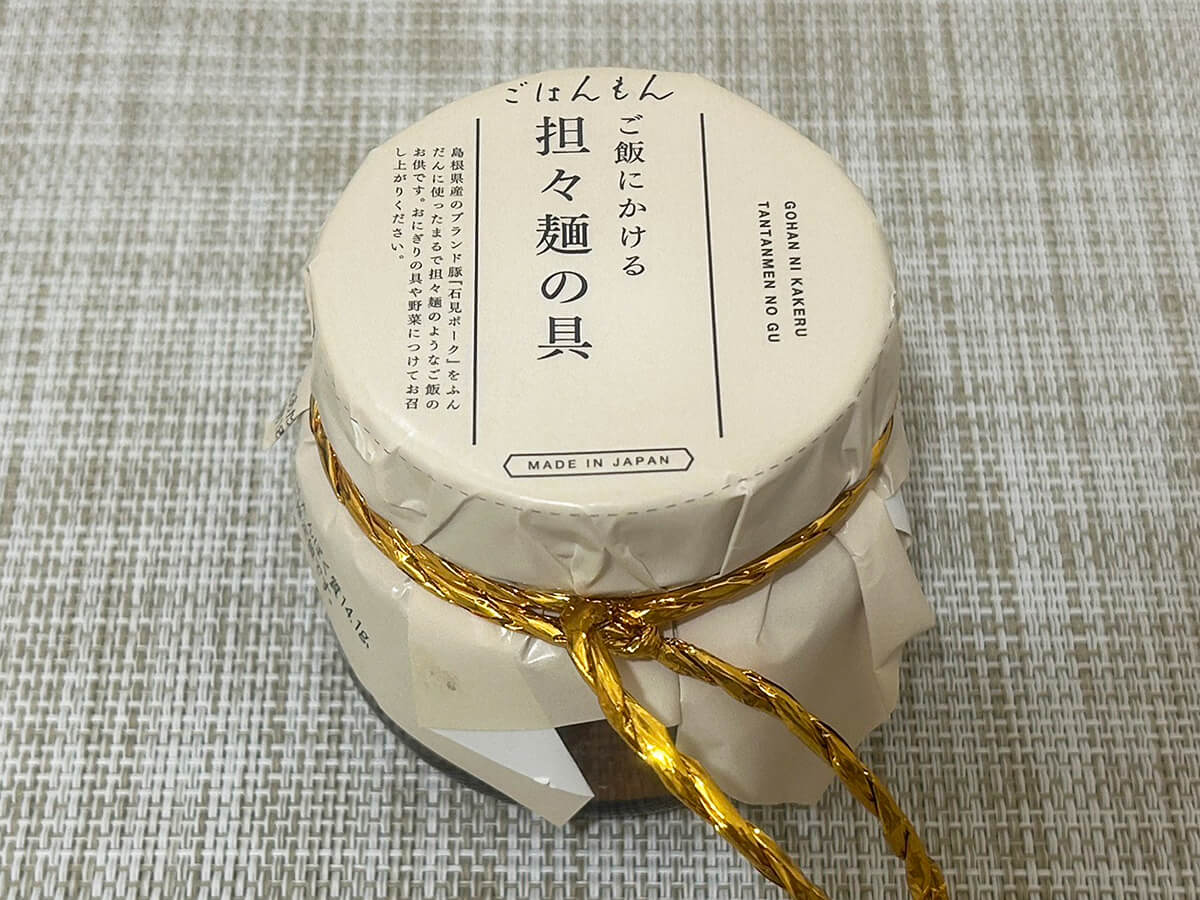 ごはんもん
GOHAN NI KAKERU
TANTANMEN NO GU
ご飯にかける
担々麺の具
島根県産のブランド豚「石見ポーク」をふん
だんに使ったまるで担々麺のようなご飯の
お供です。おにぎりの具や野菜につけてお召
し上がりください。
MADE IN JAPAN
質14.1g,